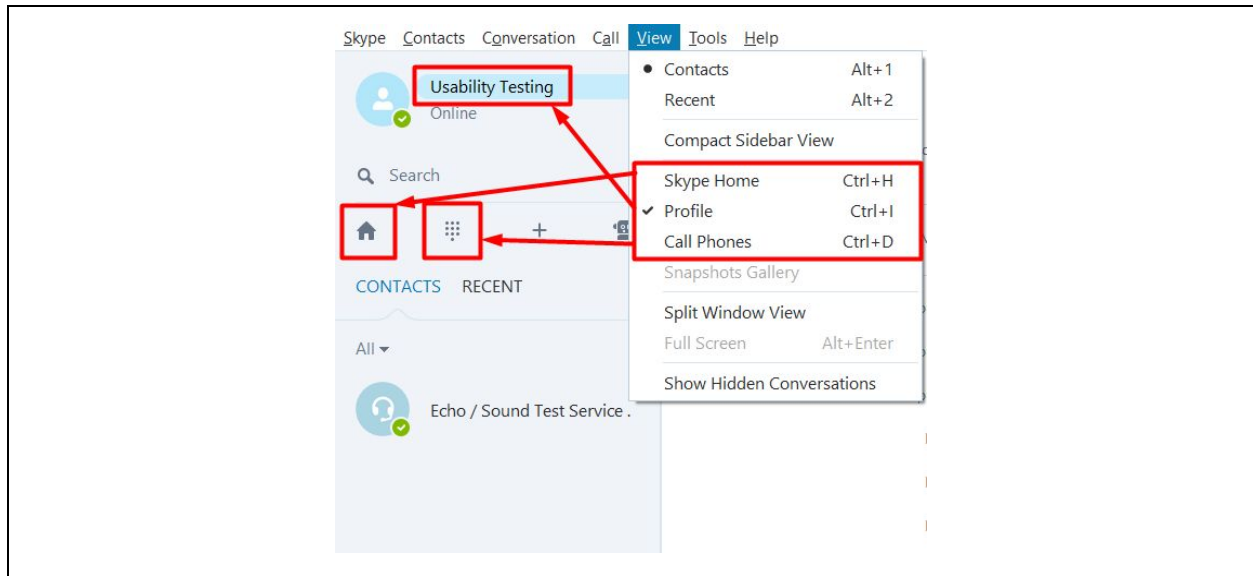 Skype Contacts Conversation Call View Tools Help
Usability Testing
Online
Search
CONTACTS RECENT
All
Echo / Sound Test Service .
Contacts Alt+1
Recent Alt+2
Compact Sidebar View
Skype Home Ctrl+H
Profile Ctrl+I
Call Phones Ctrl+D
Snapshots Gallery
Split Window View
Full Screen Alt+Enter
Show Hidden Conversations